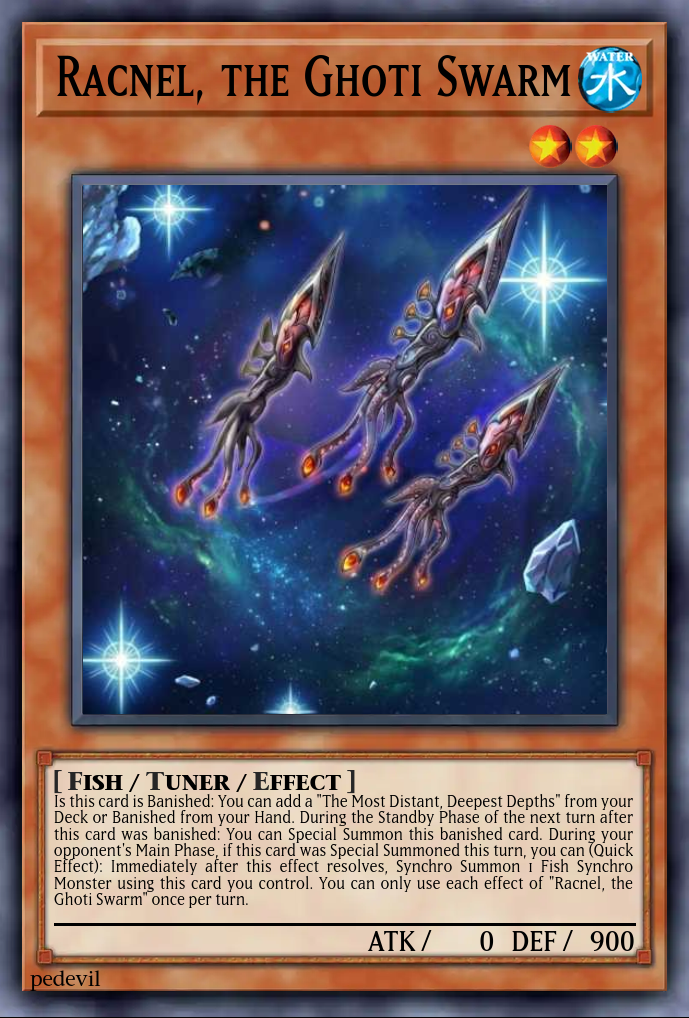 Racnel, the Ghoti Swarm
WATER
水
[ Fish / Tuner / Effect ]
Is this card is Banished: You can add a "The Most Distant, Deepest Depths" from your
Deck or Banished from your Hand. During the Standby Phase of the next turn after
this card was banished: You can Special Summon this banished card. During your
opponent's Main Phase, if this card was Special Summoned this turn, you can (Quick
Effect): Immediately after this effect resolves, Synchro Summon 1 Fish Synchro
Monster using this card you control. You can only use each effect of "Racnel, the
Ghoti Swarm" once per turn.
ATK / 0 DEF / 900
pedevil